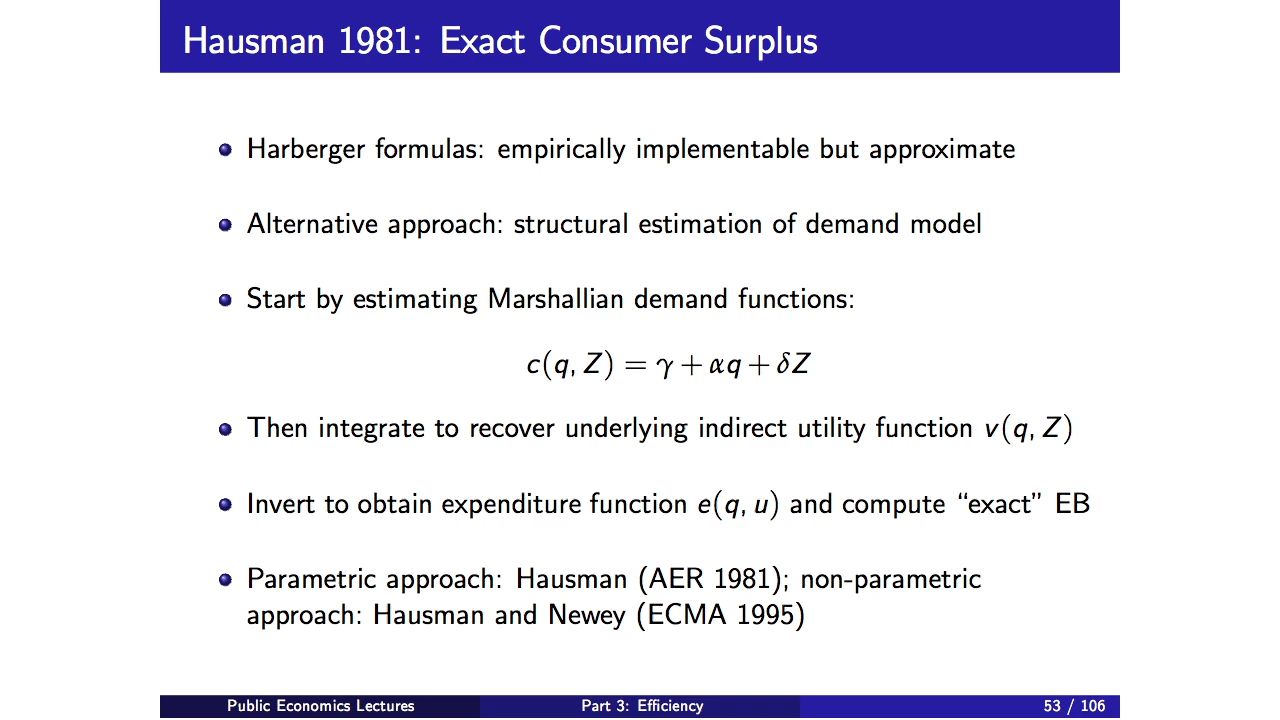 Hausman 1981: Exact Consumer Surplus
Harberger formulas: empirically implementable but approximate
Alternative approach: structural estimation of demand model
Start by estimating Marshallian demand functions:
c(q, Z) = γ + αq + δZ
Then integrate to recover underlying indirect utility function v(q, Z)
Invert to obtain expenditure function e(q, u) and compute “exact” EB
Parametric approach: Hausman (AER 1981); non-parametric
approach: Hausman and Newey (ECMA 1995)
Public Economics Lectures Part 3: Efficiency 53 / 106